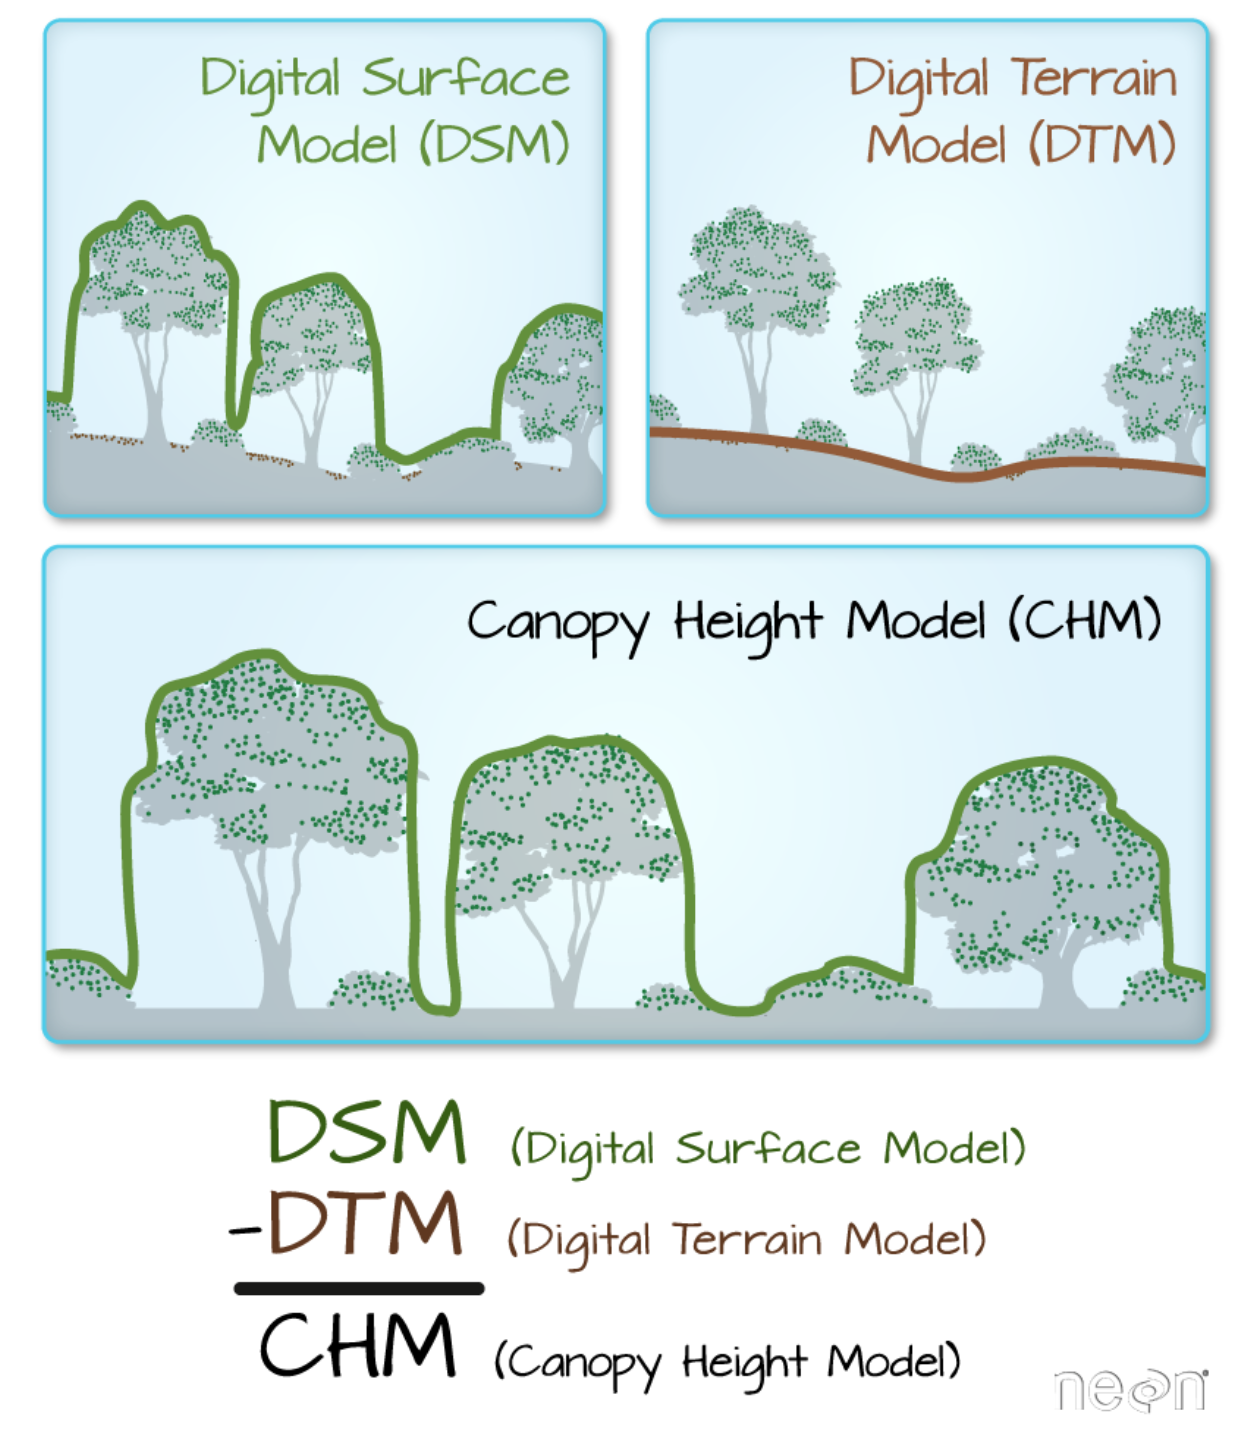 Digital Surface
Model (DSM)
Digital Terrain
Model (DTM)
Canopy Height Model (CHM)
DSM (Digital Surface Model)
-DTM (Digital Terrain Model)
CHM (Canopy Height Model)
neon